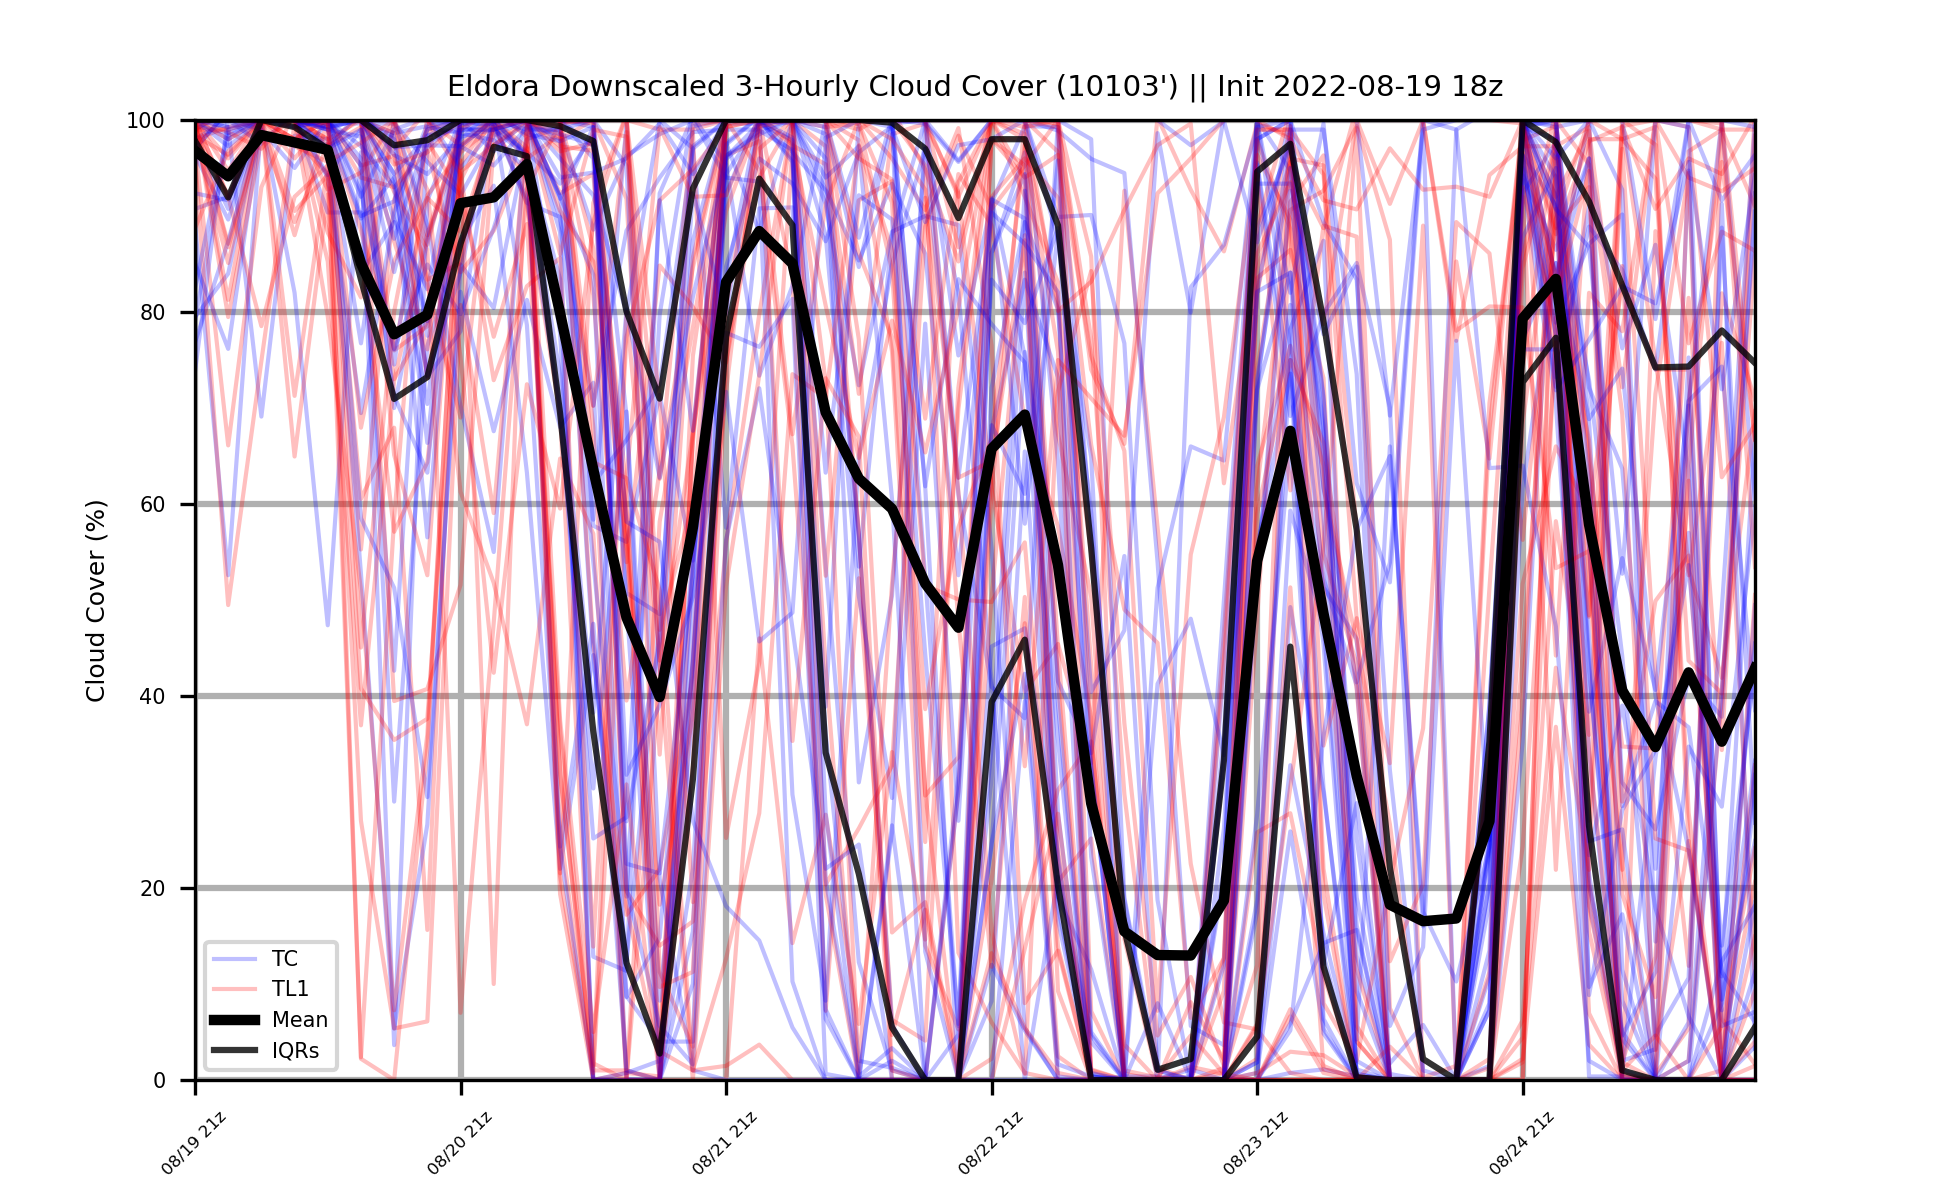 Eldora Downscaled 3-Hourly Cloud Cover (10103') || Init 2022-08-19 18z
Cloud Cover (%)
100
80
60
40
20
0
TC
TL1
Mean
IQRs
08/19 21z
08/20 21z
08/21 21z
08/22 21z
08/23 21z
08/24 21z